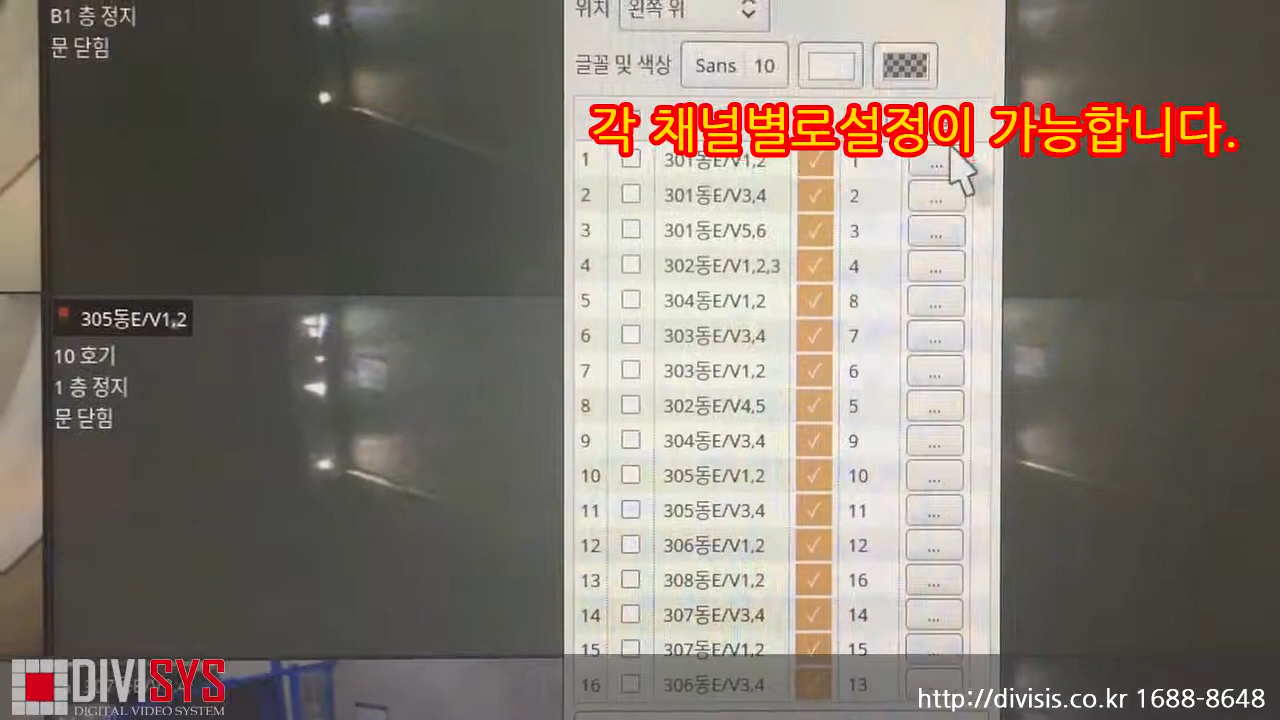 B1 층 정지
문 닫힘
위치 왼쪽 위
글꼴 및 색상 Sans 10
각 채널별로설정이 가능합니다.
1 301동E/V1,2 1 ...
2 301동E/V3,4 2 ...
3 301동E/V5,6 3 ...
4 302동E/V1,2,3 4 ...
5 304동E/V1,2 8 ...
6 303동E/V3,4 7 ...
7 303동E/V1,2 6 ...
8 302동E/V4,5 5 ...
9 304동E/V3,4 9 ...
10 305동E/V1,2 10 ...
11 305동E/V3,4 11 ...
12 306동E/V1,2 12 ...
13 308동E/V1,2 16 ...
14 307동E/V3,4 14 ...
15 307동E/V1,2 15 ...
16 306동E/V3,4 13 ...
305동E/V1,2
10 호기
1 층 정지
문 닫힘
DIVISYS
DIGITAL VIDEO SYSTEM
http://divisis.co.kr 1688-8648